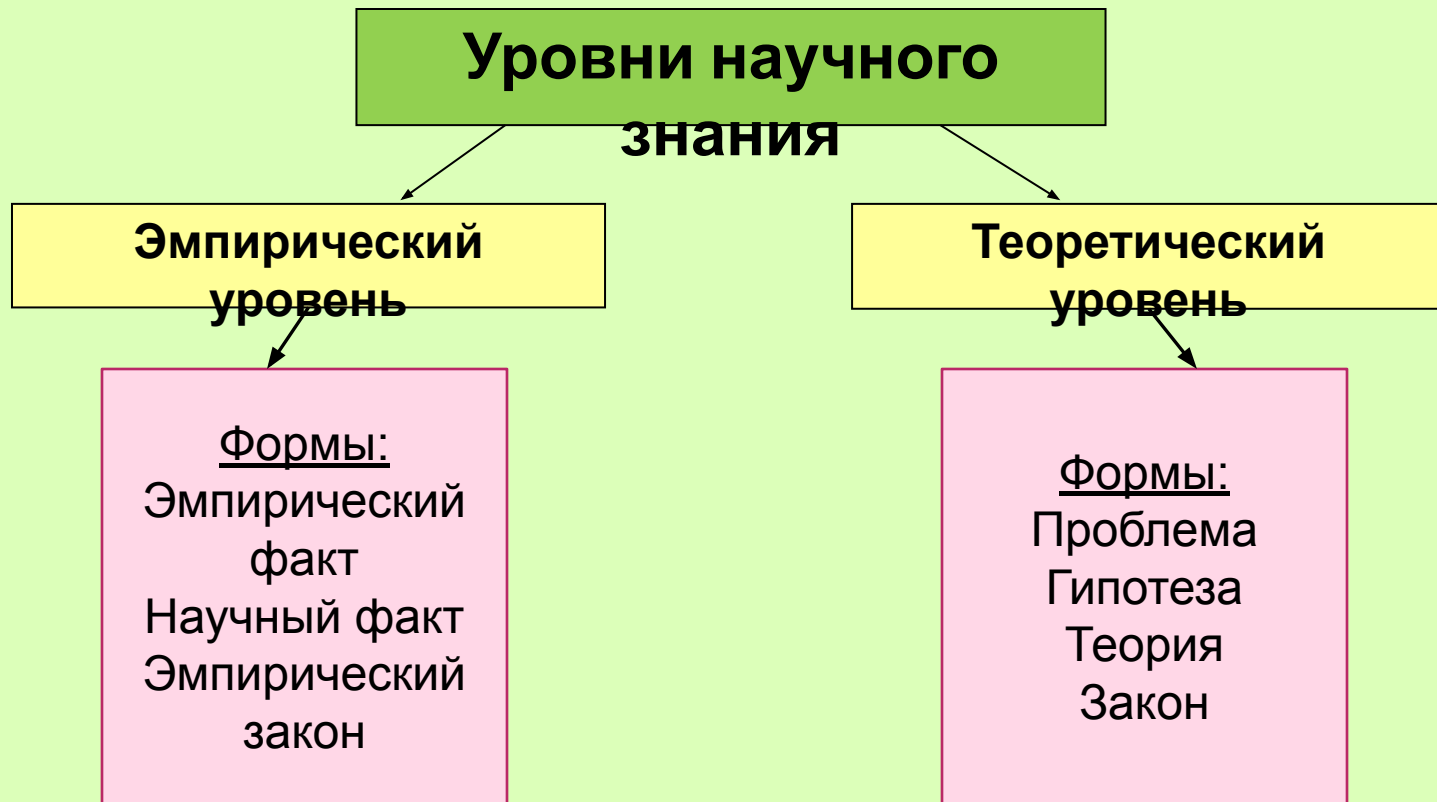 Уровни научного
знания
Эмпирический
уровень
Теоретический
уровень
Формы:
Эмпирический
факт
Научный факт
Эмпирический
закон
Формы:
Проблема
Гипотеза
Теория
Закон